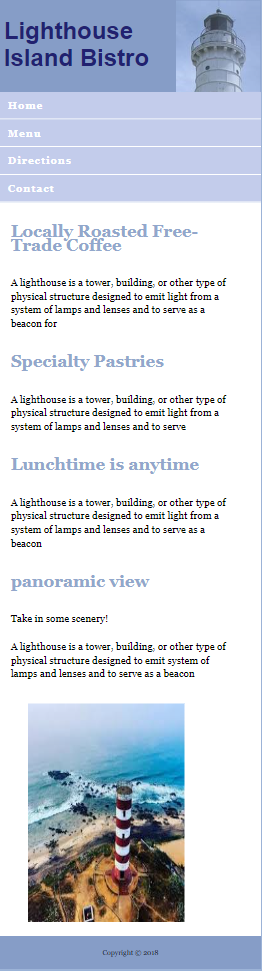 Lighthouse
Island Bistro
Home
Menu
Directions
Contact
Locally Roasted Free-
Trade Coffee
A lighthouse is a tower, building, or other type of
physical structure designed to emit light from a
system of lamps and lenses and to serve as a
beacon for
Specialty Pastries
A lighthouse is a tower, building, or other type of
physical structure designed to emit light from a
system of lamps and lenses and to serve
Lunchtime is anytime
A lighthouse is a tower, building, or other type of
physical structure designed to emit light from a
system of lamps and lenses and to serve as a
beacon
panoramic view
Take in some scenery!
A lighthouse is a tower, building, or other type of
physical structure designed to emit system of
lamps and lenses and to serve as a beacon
Copyright © 2018